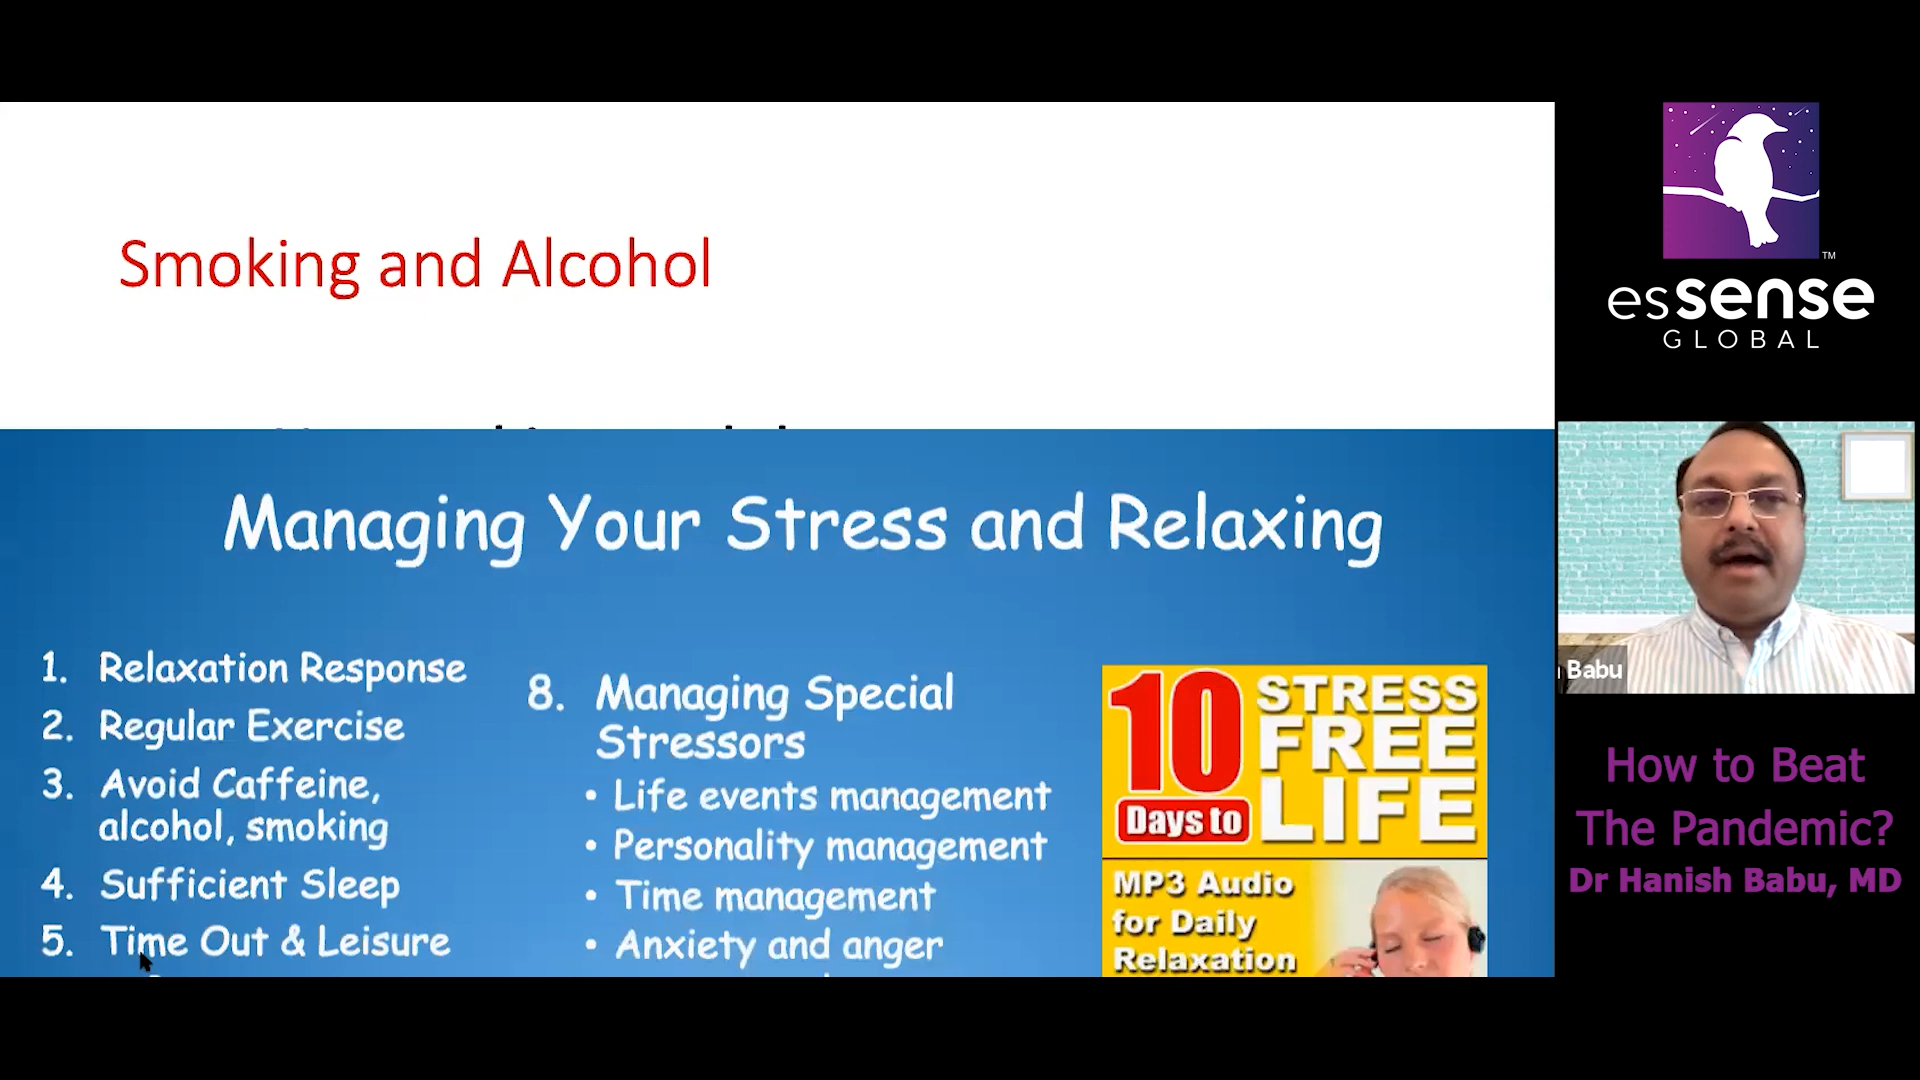 Smoking and Alcohol
Managing Your Stress and Relaxing
1. Relaxation Response
2. Regular Exercise
3. Avoid Caffeine,
alcohol, smoking
4. Sufficient Sleep
5. Time Out & Leisure
8. Managing Special
Stressors
• Life events management
• Personality management
• Time management
• Anxiety and anger
10
Days to
STRESS
FREE
LIFE
MP3 Audio
for Daily
Relaxation
TM
essense
GLOBAL
Babu
How to Beat
The Pandemic?
Dr Hanish Babu, MD